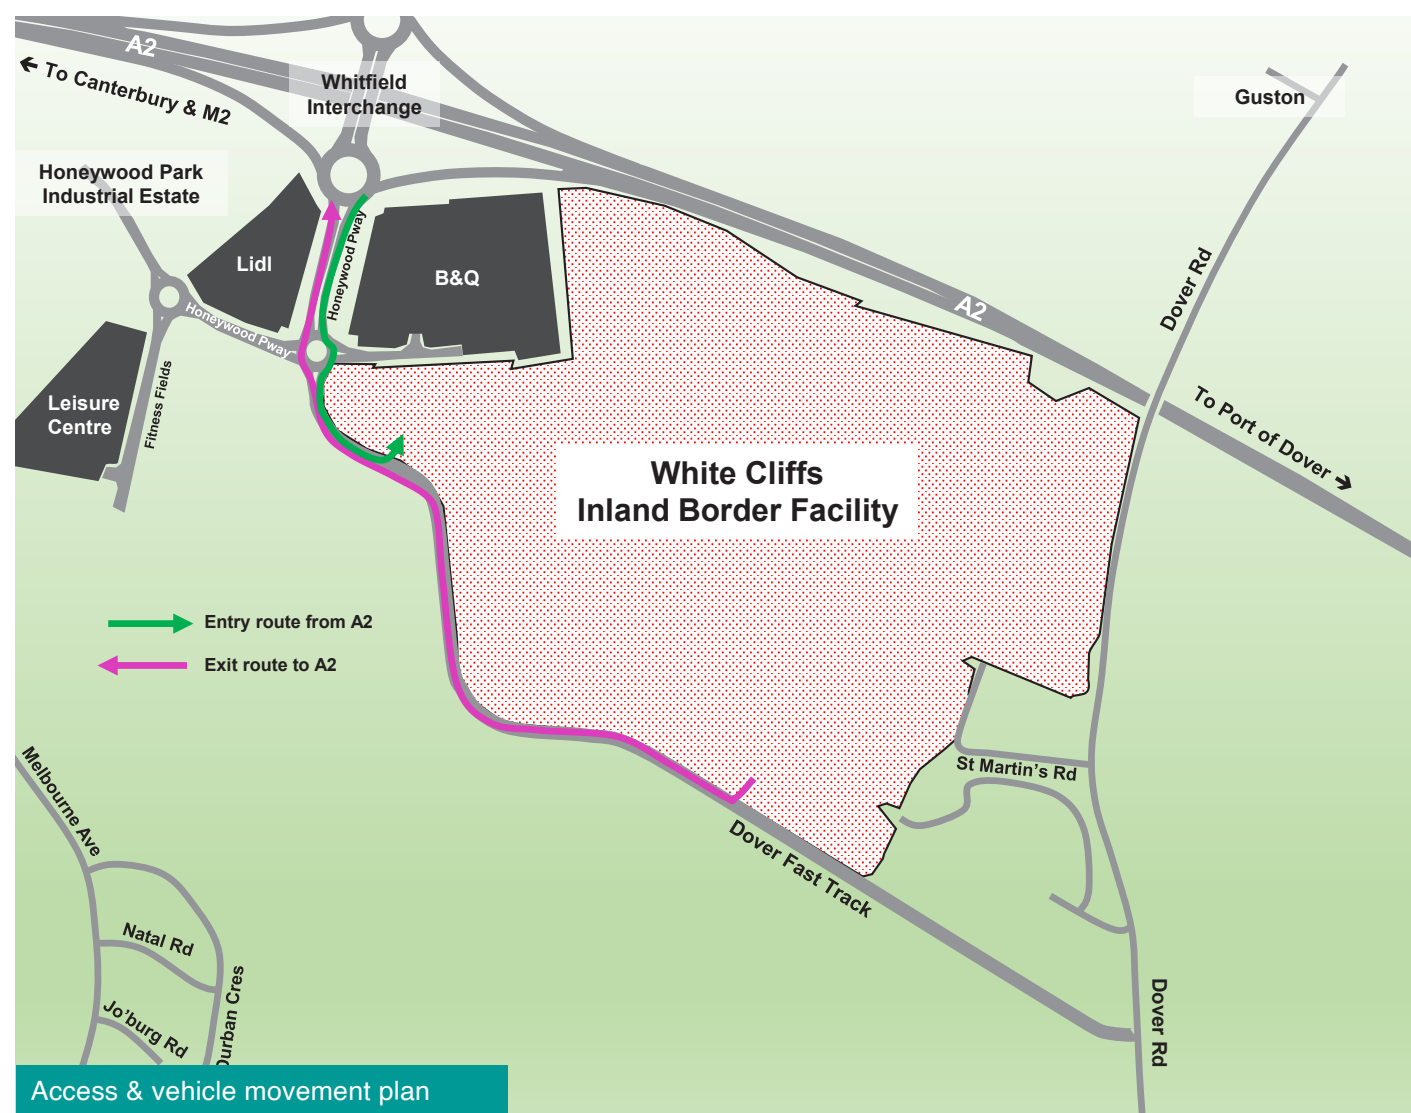 A2
← To Canterbury & M2
Whitfield
Interchange
Guston
Honeywood Park
Industrial Estate
Lidl
Honeywood Pway
B&Q
Dover Rd
A2
Honeywood Pway
Leisure
Centre
Fitness Fields
To Port of Dover →
White Cliffs
Inland Border Facility
Entry route from A2
Exit route to A2
St Martin's Rd
Melbourne Ave
Dover Fast Track
Natal Rd
Jo'burg Rd
Durban Cres
Dover Rd
Access & vehicle movement plan